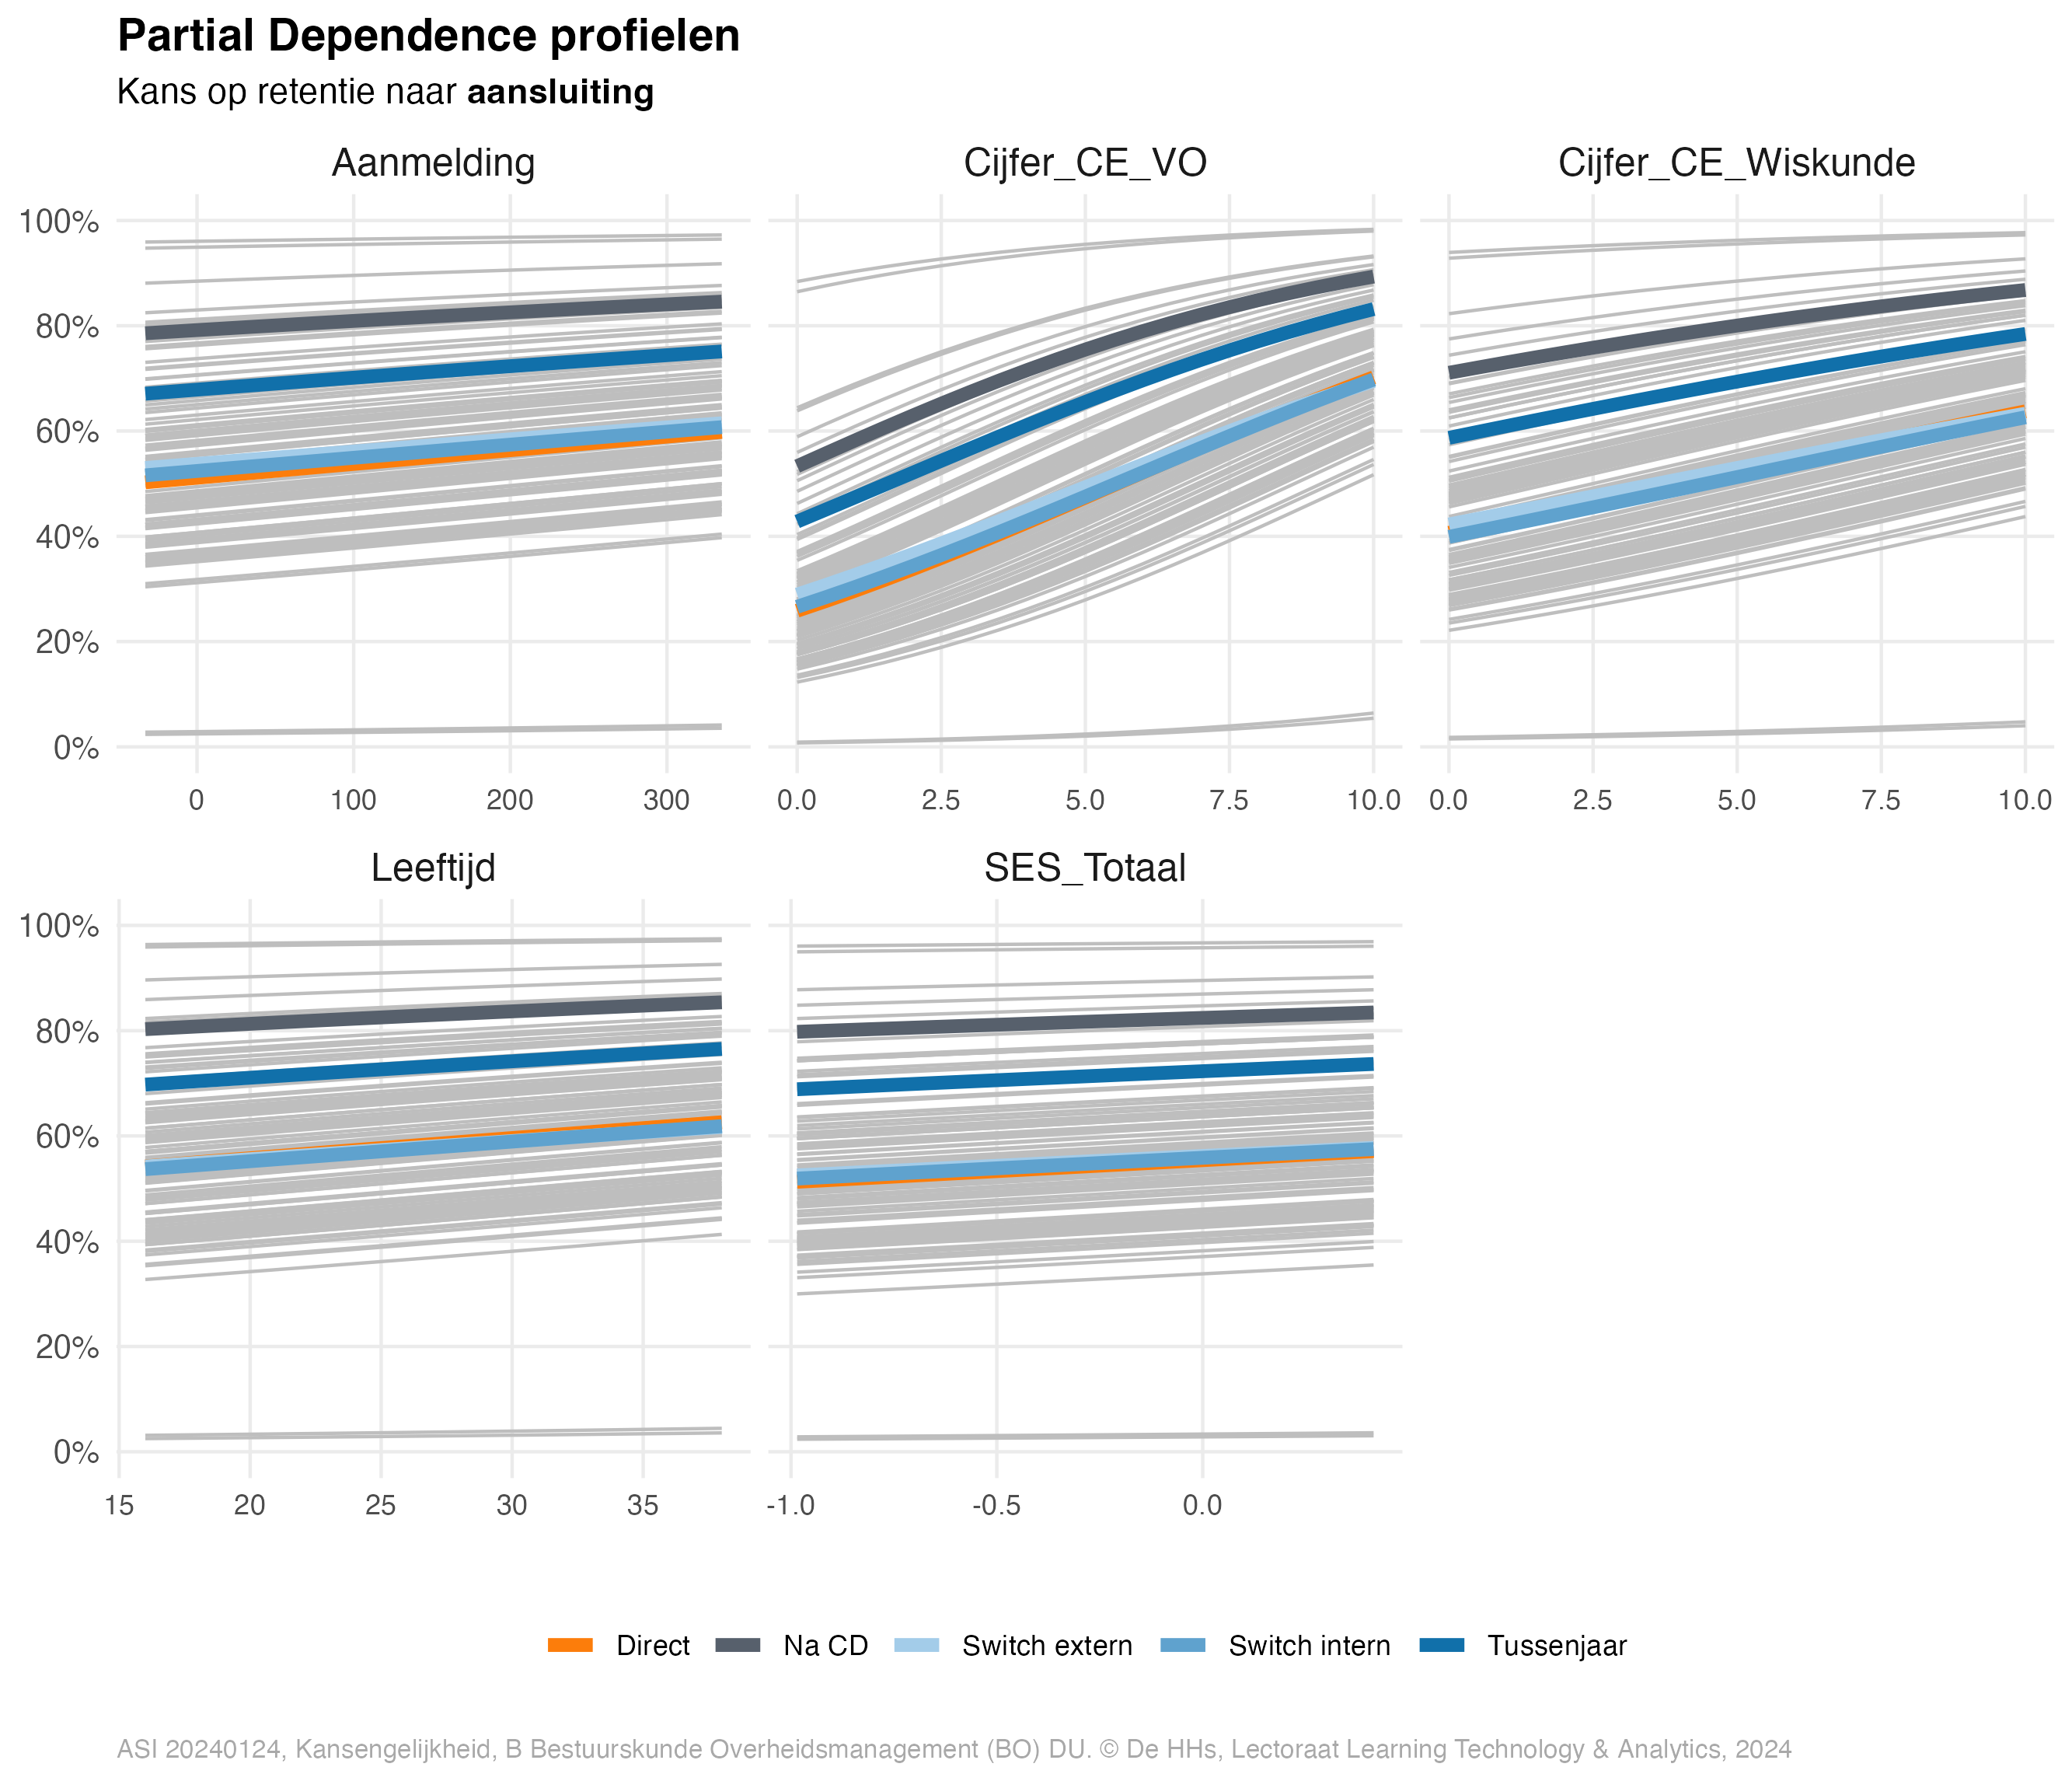 Partial Dependence profielen
Kans op retentie naar aansluiting
Aanmelding
Cijfer_CE_VO
Cijfer_CE_Wiskunde
100%
80%
60%
40%
20%
0%
0 100 200 300
0.0 2.5 5.0 7.5 10.0
0.0 2.5 5.0 7.5 10.0
Leeftijd
SES_Totaal
100%
80%
60%
40%
20%
0%
15 20 25 30 35
-1.0 -0.5 0.0
Direct Na CD Switch extern Switch intern Tussenjaar
ASI 20240124, Kansengelijkheid, B Bestuurskunde Overheidsmanagement (BO) DU. © De HHs, Lectoraat Learning Technology & Analytics, 2024